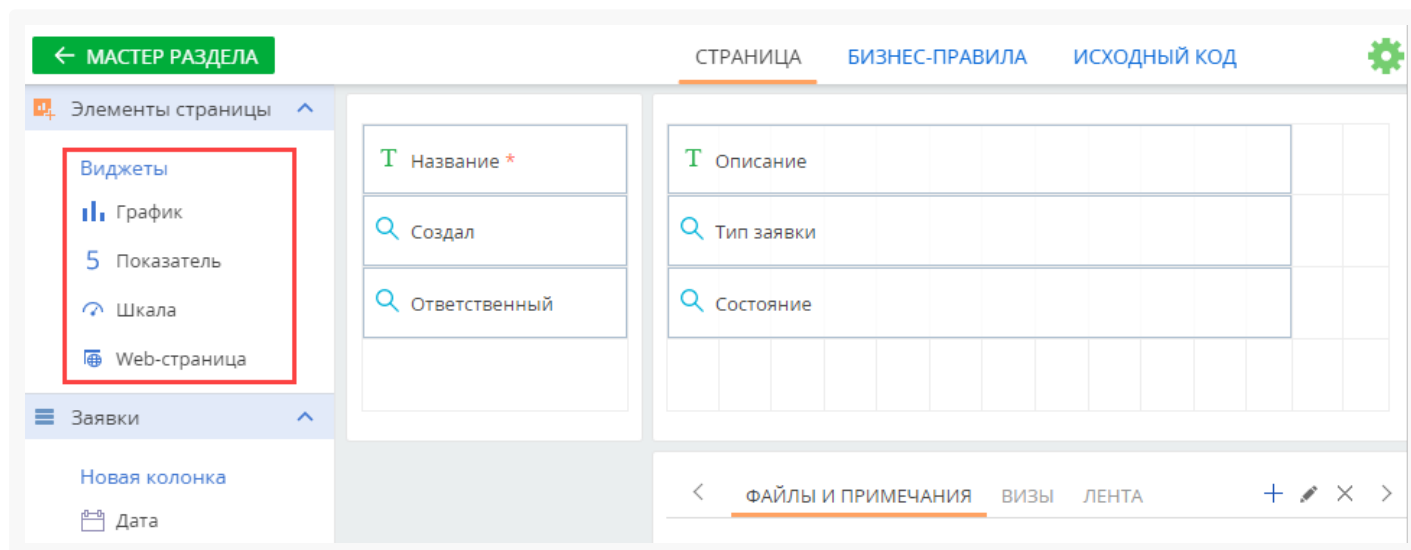 ← МАСТЕР РАЗДЕЛА
СТРАНИЦА БИЗНЕС-ПРАВИЛА ИСХОДНЫЙ КОД
Элементы страницы
Виджеты
График
5 Показатель
Шкала
Web-страница
Заявки
Новая колонка
Дата
T Название *
Создал
Ответственный
T Описание
Тип заявки
Состояние
ФАЙЛЫ И ПРИМЕЧАНИЯ ВИЗЫ ЛЕНТА